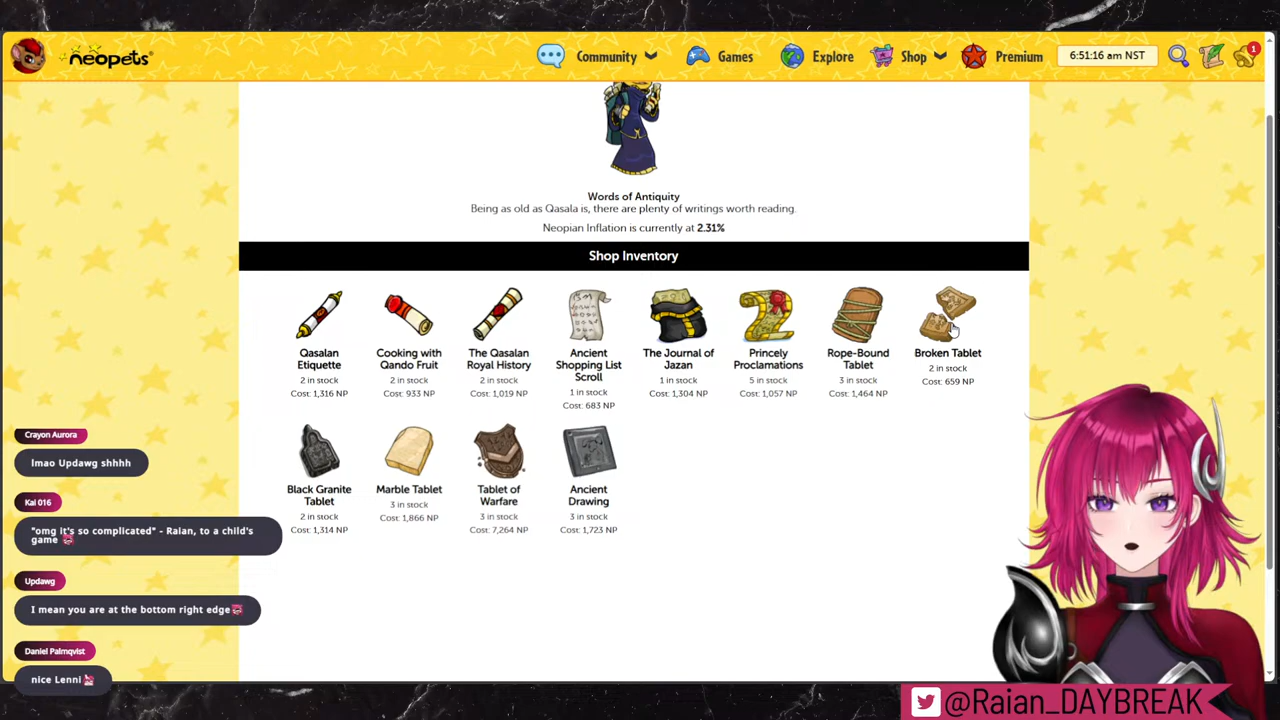 neopets®
Community
Games
Explore
Shop
Premium
6:51:16 am NST
1
Words of Antiquity
Being as old as Qasala is, there are plenty of writings worth reading.
Neopian Inflation is currently at 2.31%
Shop Inventory
Qasalan
Etiquette
2 in stock
Cost: 1,316 NP
Cooking with
Qando Fruit
2 in stock
Cost: 933 NP
The Qasalan
Royal History
2 in stock
Cost: 1,019 NP
Ancient
Shopping List
Scroll
1 in stock
Cost: 683 NP
The Journal of
Jazan
1 in stock
Cost: 1,304 NP
Princely
Proclamations
5 in stock
Cost: 1,057 NP
Rope-Bound
Tablet
3 in stock
Cost: 1,464 NP
Broken Tablet
2 in stock
Cost: 659 NP
Black Granite
Tablet
2 in stock
Cost: 1,314 NP
Marble Tablet
3 in stock
Cost: 1,866 NP
Tablet of
Warfare
3 in stock
Cost: 7,264 NP
Ancient
Drawing
3 in stock
Cost: 1,723 NP
Crayon Aurora
lmao Updawg shhhh
Kai 016
"omg it's so complicated" - Raian, to a child's
game
Updawg
I mean you are at the bottom right edge
Daniel Palmqvist
nice Lenni
@Raian_DAYBREAK